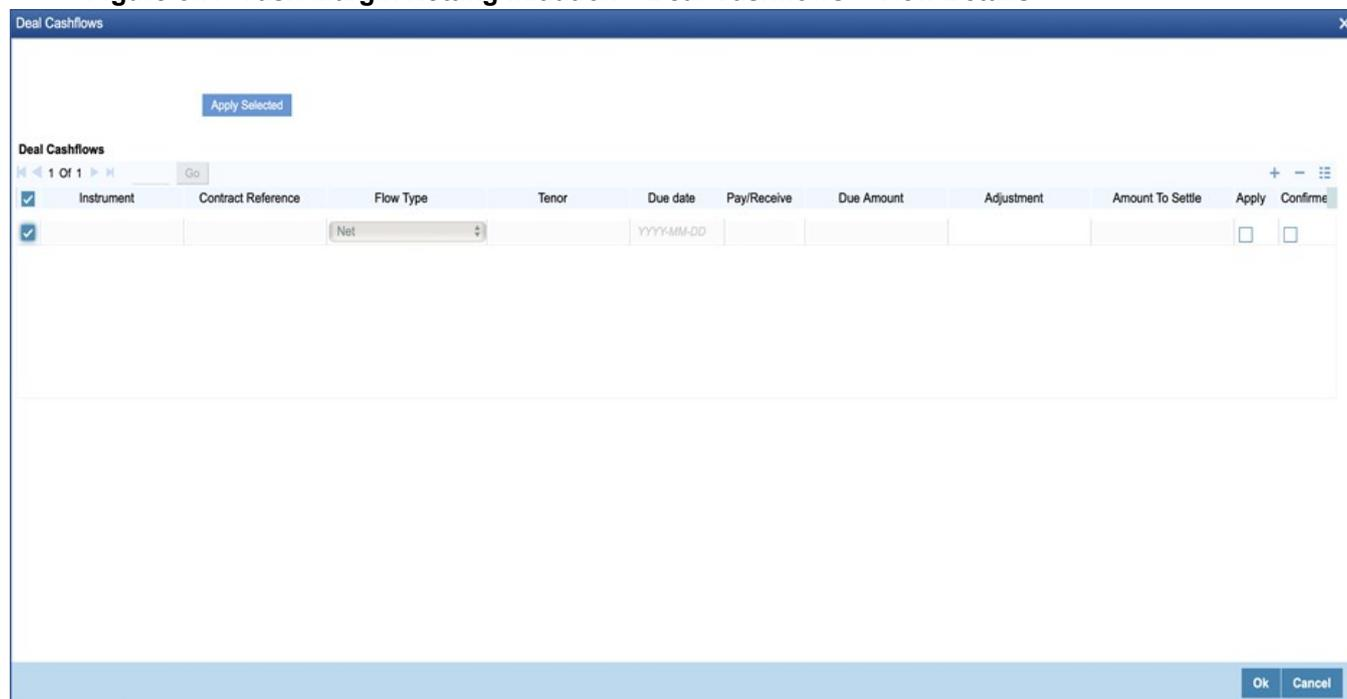 Deal Cashflows
Apply Selected
Deal Cashflows
1 Of 1 Go
Instrument Contract Reference Flow Type Tenor Due date Pay/Receive Due Amount Adjustment Amount To Settle Apply Confirme
Net YYYY-MM-DD
Ok Cancel